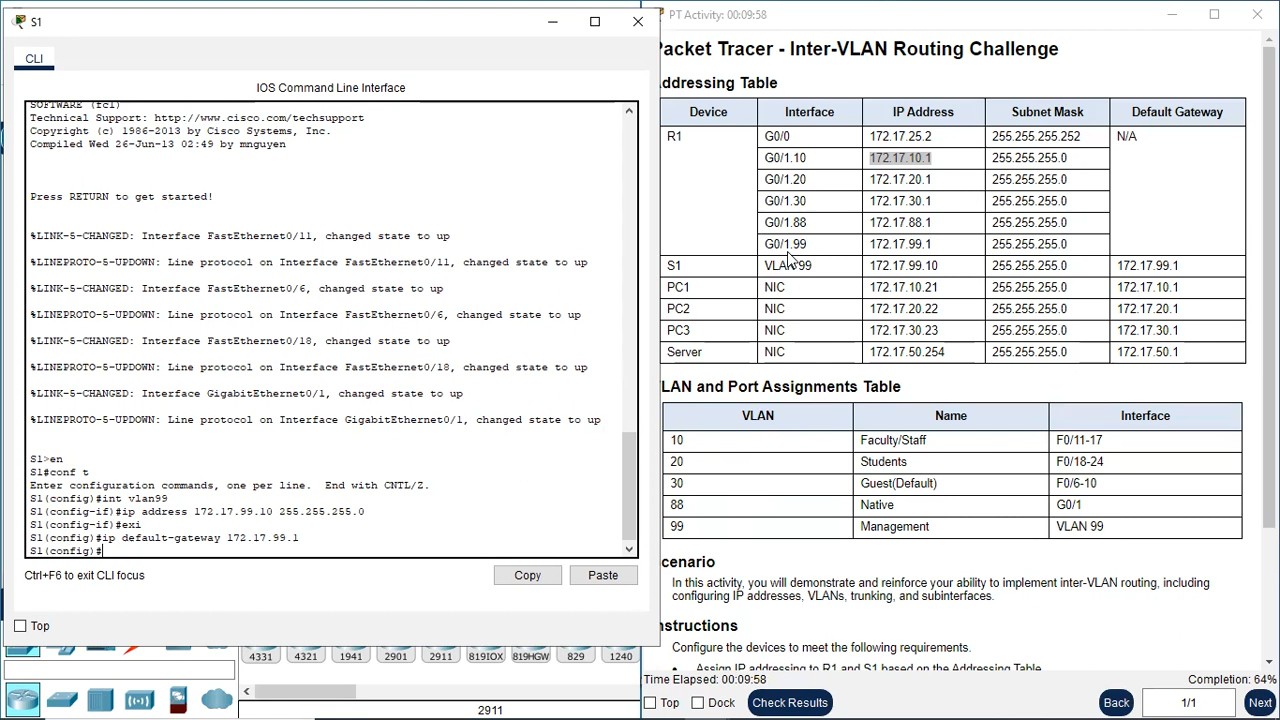 S1
CLI
IOS Command Line Interface
SOFTWARE (fc1)
Technical Support: http://www.cisco.com/techsupport
Copyright (c) 1986-2013 by Cisco Systems, Inc.
Compiled Wed 26-Jun-13 02:49 by mnguyen
Press RETURN to get started!
%LINK-5-CHANGED: Interface FastEthernet0/11, changed state to up
%LINEPROTO-5-UPDOWN: Line protocol on Interface FastEthernet0/11, changed state to up
%LINK-5-CHANGED: Interface FastEthernet0/6, changed state to up
%LINEPROTO-5-UPDOWN: Line protocol on Interface FastEthernet0/6, changed state to up
%LINK-5-CHANGED: Interface FastEthernet0/18, changed state to up
%LINEPROTO-5-UPDOWN: Line protocol on Interface FastEthernet0/18, changed state to up
%LINK-5-CHANGED: Interface GigabitEthernet0/1, changed state to up
%LINEPROTO-5-UPDOWN: Line protocol on Interface GigabitEthernet0/1, changed state to up
S1>en
S1#conf t
Enter configuration commands, one per line.  End with CNTL/Z.
S1(config)#int vlan99
S1(config-if)#ip address 172.17.99.10 255.255.255.0
S1(config-if)#exi
S1(config)#ip default-gateway 172.17.99.1
S1(config)#
Ctrl+F6 to exit CLI focus
Copy
Paste
Top
4331 4321 1941 2901 2911 819IOX 819HGW 829 1240
2911
PT Activity: 00:09:58
Packet Tracer - Inter-VLAN Routing Challenge
ddressing Table
Device Interface IP Address Subnet Mask Default Gateway
R1 G0/0 172.17.25.2 255.255.255.252 N/A
G0/1.10 172.17.10.1 255.255.255.0
G0/1.20 172.17.20.1 255.255.255.0
G0/1.30 172.17.30.1 255.255.255.0
G0/1.88 172.17.88.1 255.255.255.0
G0/1.99 172.17.99.1 255.255.255.0
S1 VLAN 99 172.17.99.10 255.255.255.0 172.17.99.1
PC1 NIC 172.17.10.21 255.255.255.0 172.17.10.1
PC2 NIC 172.17.20.22 255.255.255.0 172.17.20.1
PC3 NIC 172.17.30.23 255.255.255.0 172.17.30.1
Server NIC 172.17.50.254 255.255.255.0 172.17.50.1
LAN and Port Assignments Table
VLAN Name Interface
10 Faculty/Staff F0/11-17
20 Students F0/18-24
30 Guest(Default) F0/6-10
88 Native G0/1
99 Management VLAN 99
cenario
In this activity, you will demonstrate and reinforce your ability to implement inter-VLAN routing, including
configuring IP addresses, VLANs, trunking, and subinterfaces.
nstructions
Configure the devices to meet the following requirements.
• Assign IP addressing to R1 and S1 based on the Addressing Table
Time Elapsed: 00:09:58 Completion: 64%
Top Dock Check Results Back 1/1 Next